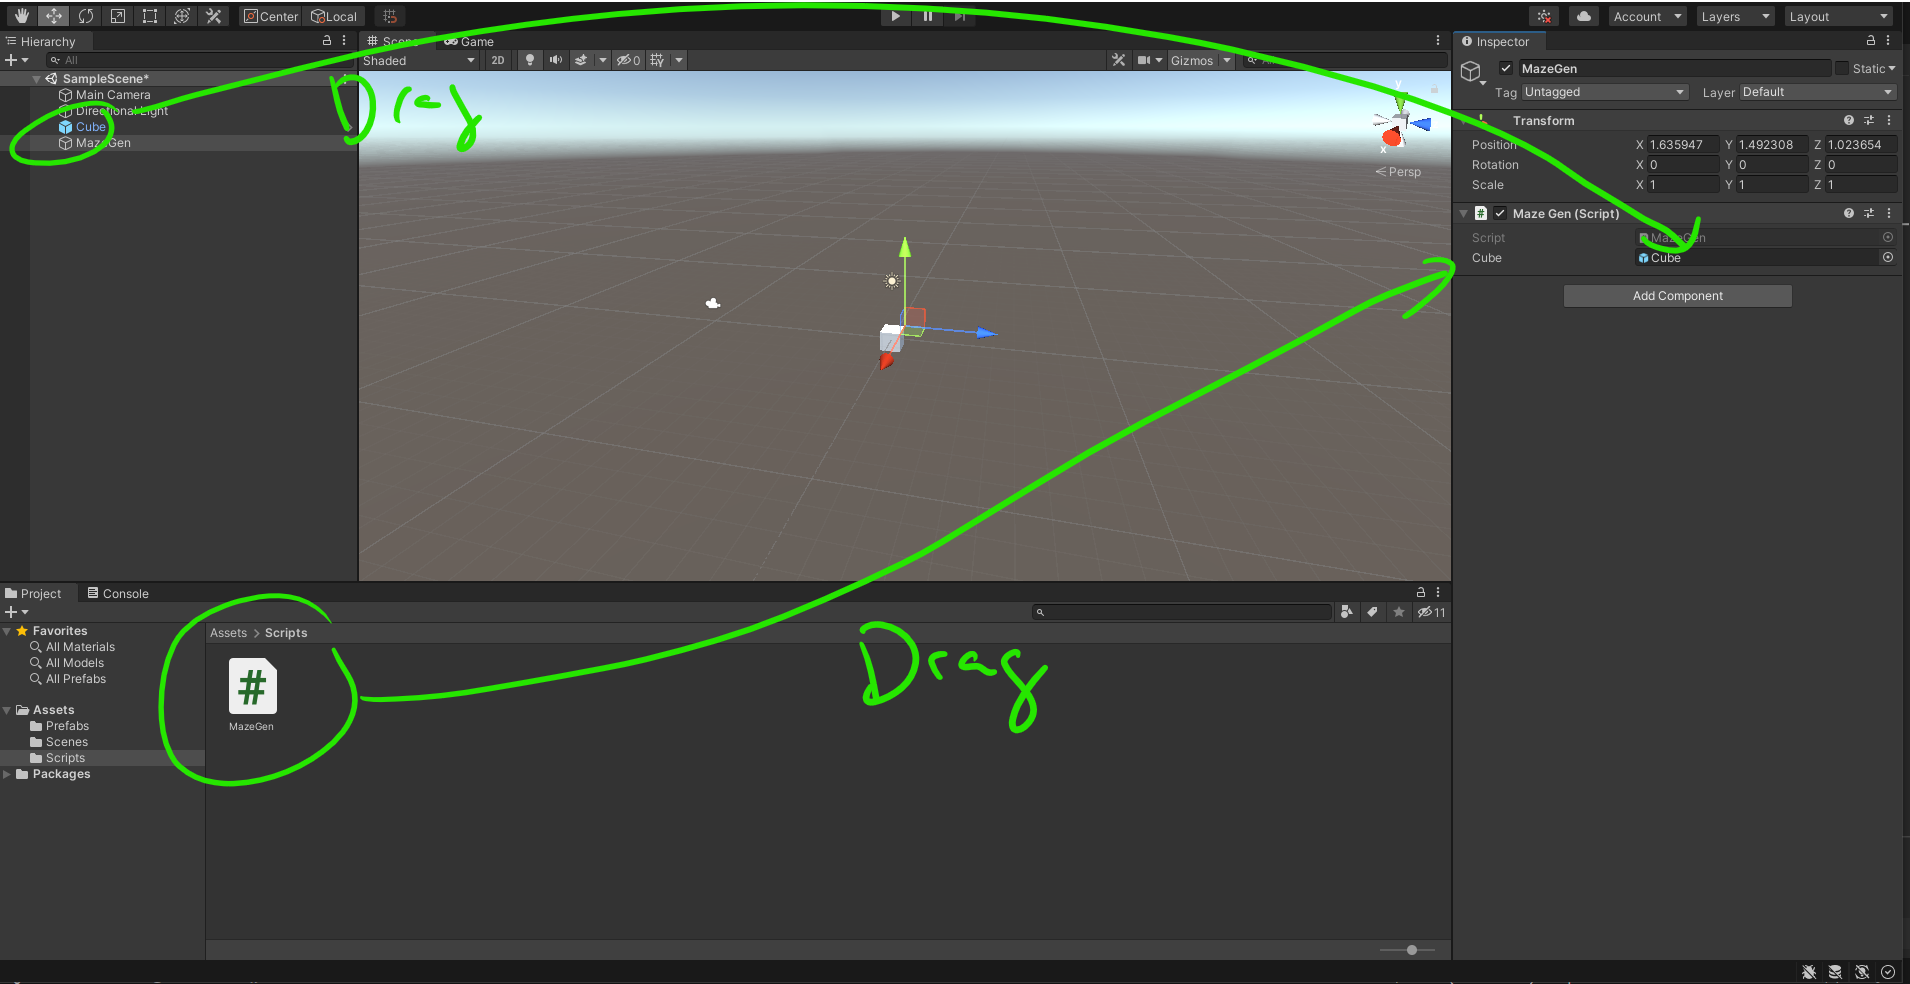 Center
Local
Account
Layers
Layout
Hierarchy
All
SampleScene*
Main Camera
Directional Light
Cube
MazeGen
Drag
Game
Shaded
2D
0
Gizmos
y
x
Persp
Inspector
MazeGen
Static
Tag Untagged Layer Default
Transform
Position X 1.635947 Y 1.492308 Z 1.023654
Rotation X 0 Y 0 Z 0
Scale X 1 Y 1 Z 1
# Maze Gen (Script)
Script MazeGen
Cube Cube
Add Component
Project Console
11
Favorites
All Materials
All Models
All Prefabs
Assets
Prefabs
Scenes
Scripts
Packages
Assets > Scripts
#
MazeGen
Drag